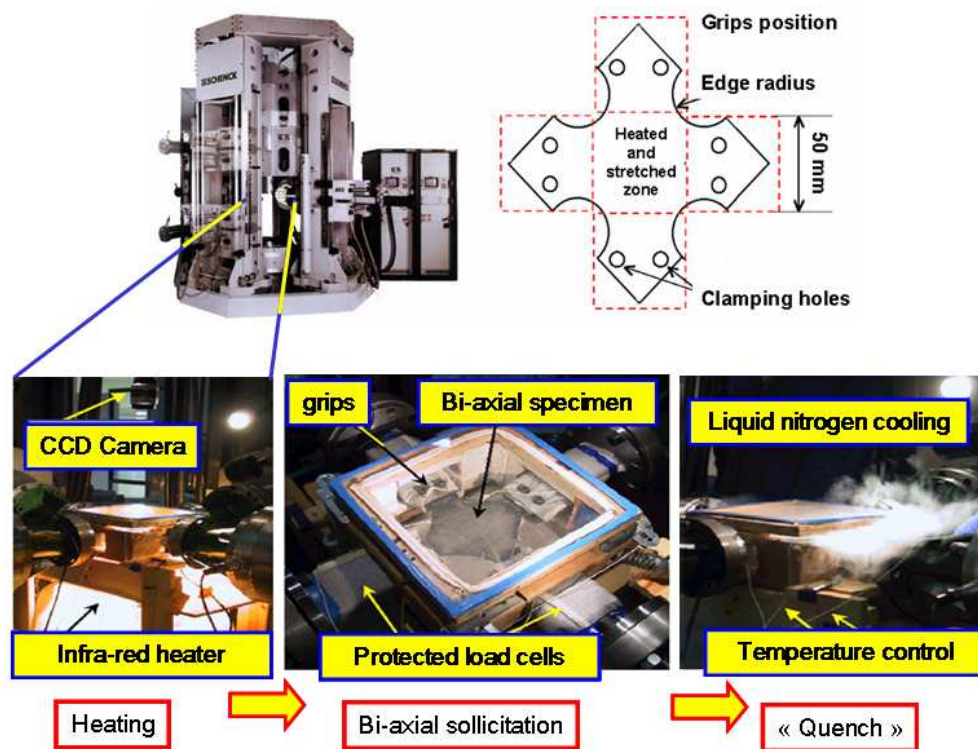 SCHENCK
Grips position
Edge radius
Heated
and
stretched
zone
50 mm
Clamping holes
CCD Camera
grips
Bi-axial specimen
Liquid nitrogen cooling
Infra-red heater
Protected load cells
Temperature control
Heating
Bi-axial sollicitation
« Quench »